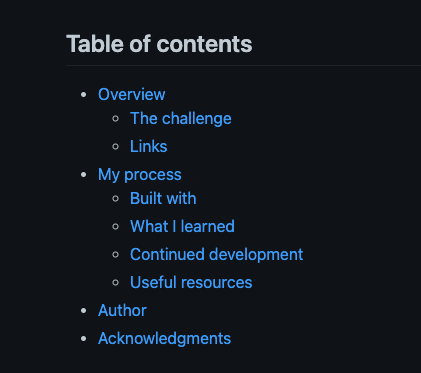 Table of contents
Overview
The challenge
Links
My process
Built with
What I learned
Continued development
Useful resources
Author
Acknowledgments